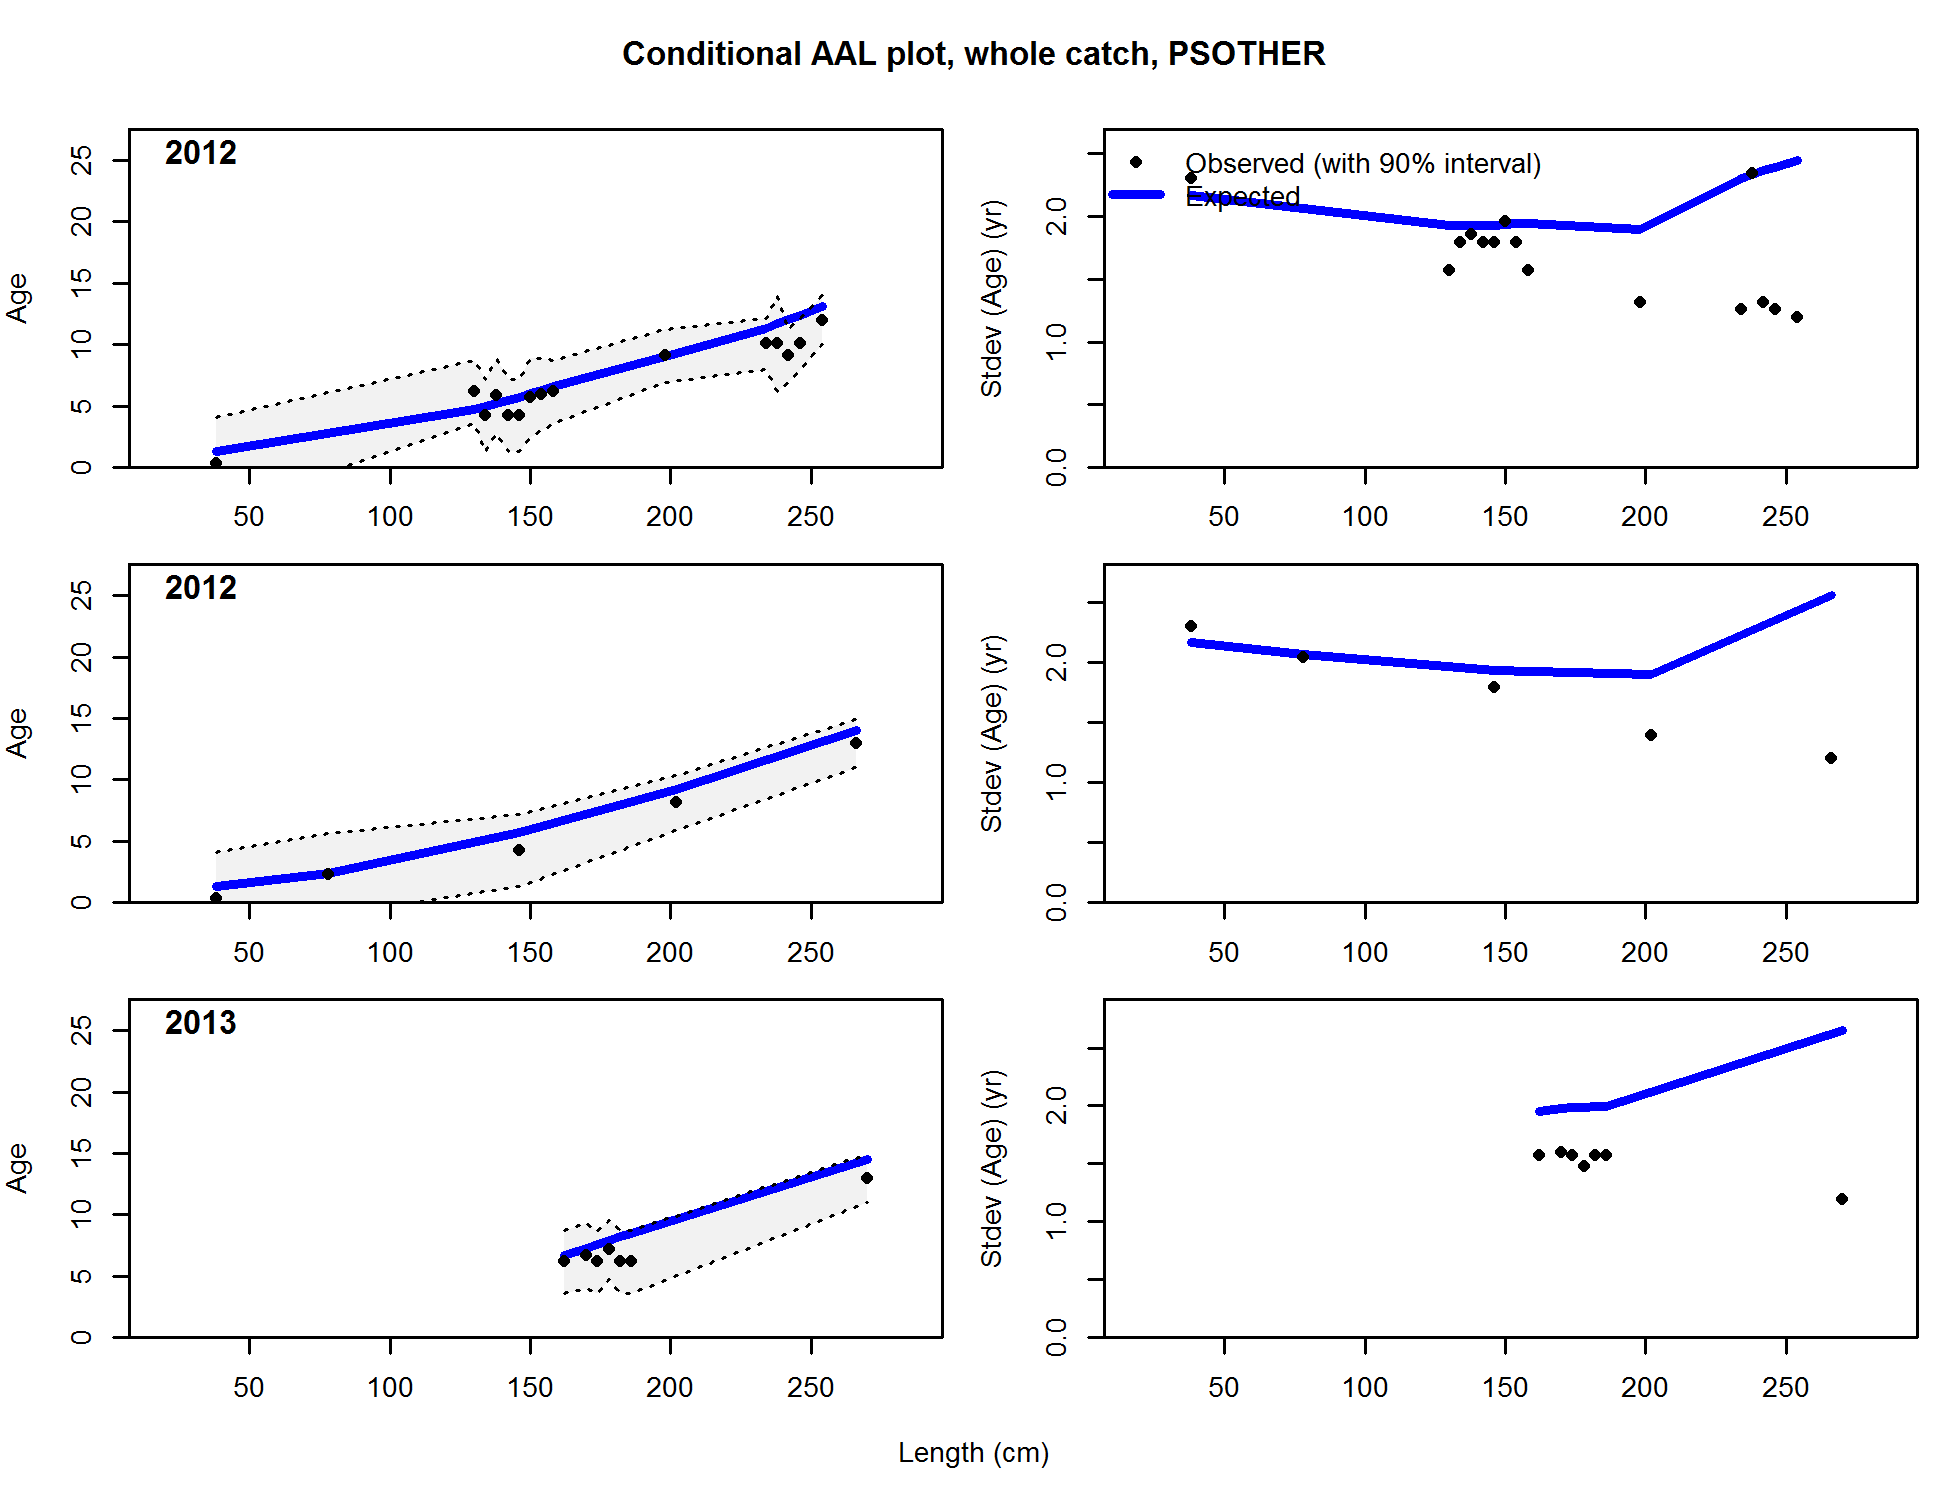 Conditional AAL plot, whole catch, PSOTHER
2012
Age
0 5 10 15 20 25
50 100 150 200 250
Observed (with 90% interval)
Expected
Stdev (Age) (yr)
0.0 1.0 2.0
50 100 150 200 250
2012
Age
0 5 10 15 20 25
50 100 150 200 250
Stdev (Age) (yr)
0.0 1.0 2.0
50 100 150 200 250
2013
Age
0 5 10 15 20 25
50 100 150 200 250
Stdev (Age) (yr)
0.0 1.0 2.0
50 100 150 200 250
Length (cm)